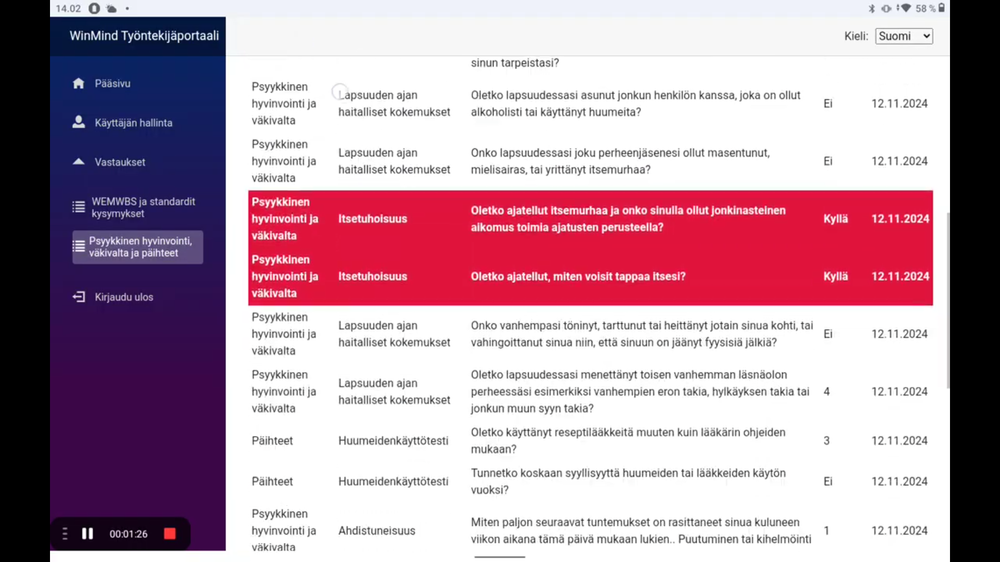 14.02
58 %
WinMind Työntekijäportaali
Kieli:
Suomi
Pääsivu
Käyttäjän hallinta
Vastaukset
WEMWBS ja standardit
kysymykset
Psyykkinen hyvinvointi,
väkivalta ja päihteet
Kirjaudu ulos
00:01:26
sinun tarpeistasi?
Psyykkinen
hyvinvointi ja
väkivalta
Lapsuuden ajan
haitalliset kokemukset
Oletko lapsuudessasi asunut jonkun henkilön kanssa, joka on ollut
alkoholisti tai käyttänyt huumeita?
Ei
12.11.2024
Psyykkinen
hyvinvointi ja
väkivalta
Lapsuuden ajan
haitalliset kokemukset
Onko lapsuudessasi joku perheenjäsenesi ollut masentunut,
mielisairas, tai yrittänyt itsemurhaa?
Ei
12.11.2024
Psyykkinen
hyvinvointi ja
väkivalta
Itsetuhoisuus
Oletko ajatellut itsemurhaa ja onko sinulla ollut jonkinasteinen
aikomus toimia ajatusten perusteella?
Kyllä
12.11.2024
Psyykkinen
hyvinvointi ja
väkivalta
Itsetuhoisuus
Oletko ajatellut, miten voisit tappaa itsesi?
Kyllä
12.11.2024
Psyykkinen
hyvinvointi ja
väkivalta
Lapsuuden ajan
haitalliset kokemukset
Onko vanhempasi töninyt, tarttunut tai heittänyt jotain sinua kohti, tai
vahingoittanut sinua niin, että sinuun on jäänyt fyysisiä jälkiä?
Ei
12.11.2024
Psyykkinen
hyvinvointi ja
väkivalta
Lapsuuden ajan
haitalliset kokemukset
Oletko lapsuudessasi menettänyt toisen vanhemman läsnäolon
perheessäsi esimerkiksi vanhempien eron takia, hylkäyksen takia tai
jonkun muun syyn takia?
4
12.11.2024
Päihteet
Huumeidenkäyttötesti
Oletko käyttänyt reseptilääkkeitä muuten kuin lääkärin ohjeiden
mukaan?
3
12.11.2024
Päihteet
Huumeidenkäyttötesti
Tunnetko koskaan syyllisyyttä huumeiden tai lääkkeiden käytön
vuoksi?
Ei
12.11.2024
Psyykkinen
hyvinvointi ja
väkivalta
Ahdistuneisuus
Miten paljon seuraavat tuntemukset on rasittaneet sinua kuluneen
viikon aikana tämä päivä mukaan lukien.. Puutuminen tai kihelmöinti
1
12.11.2024